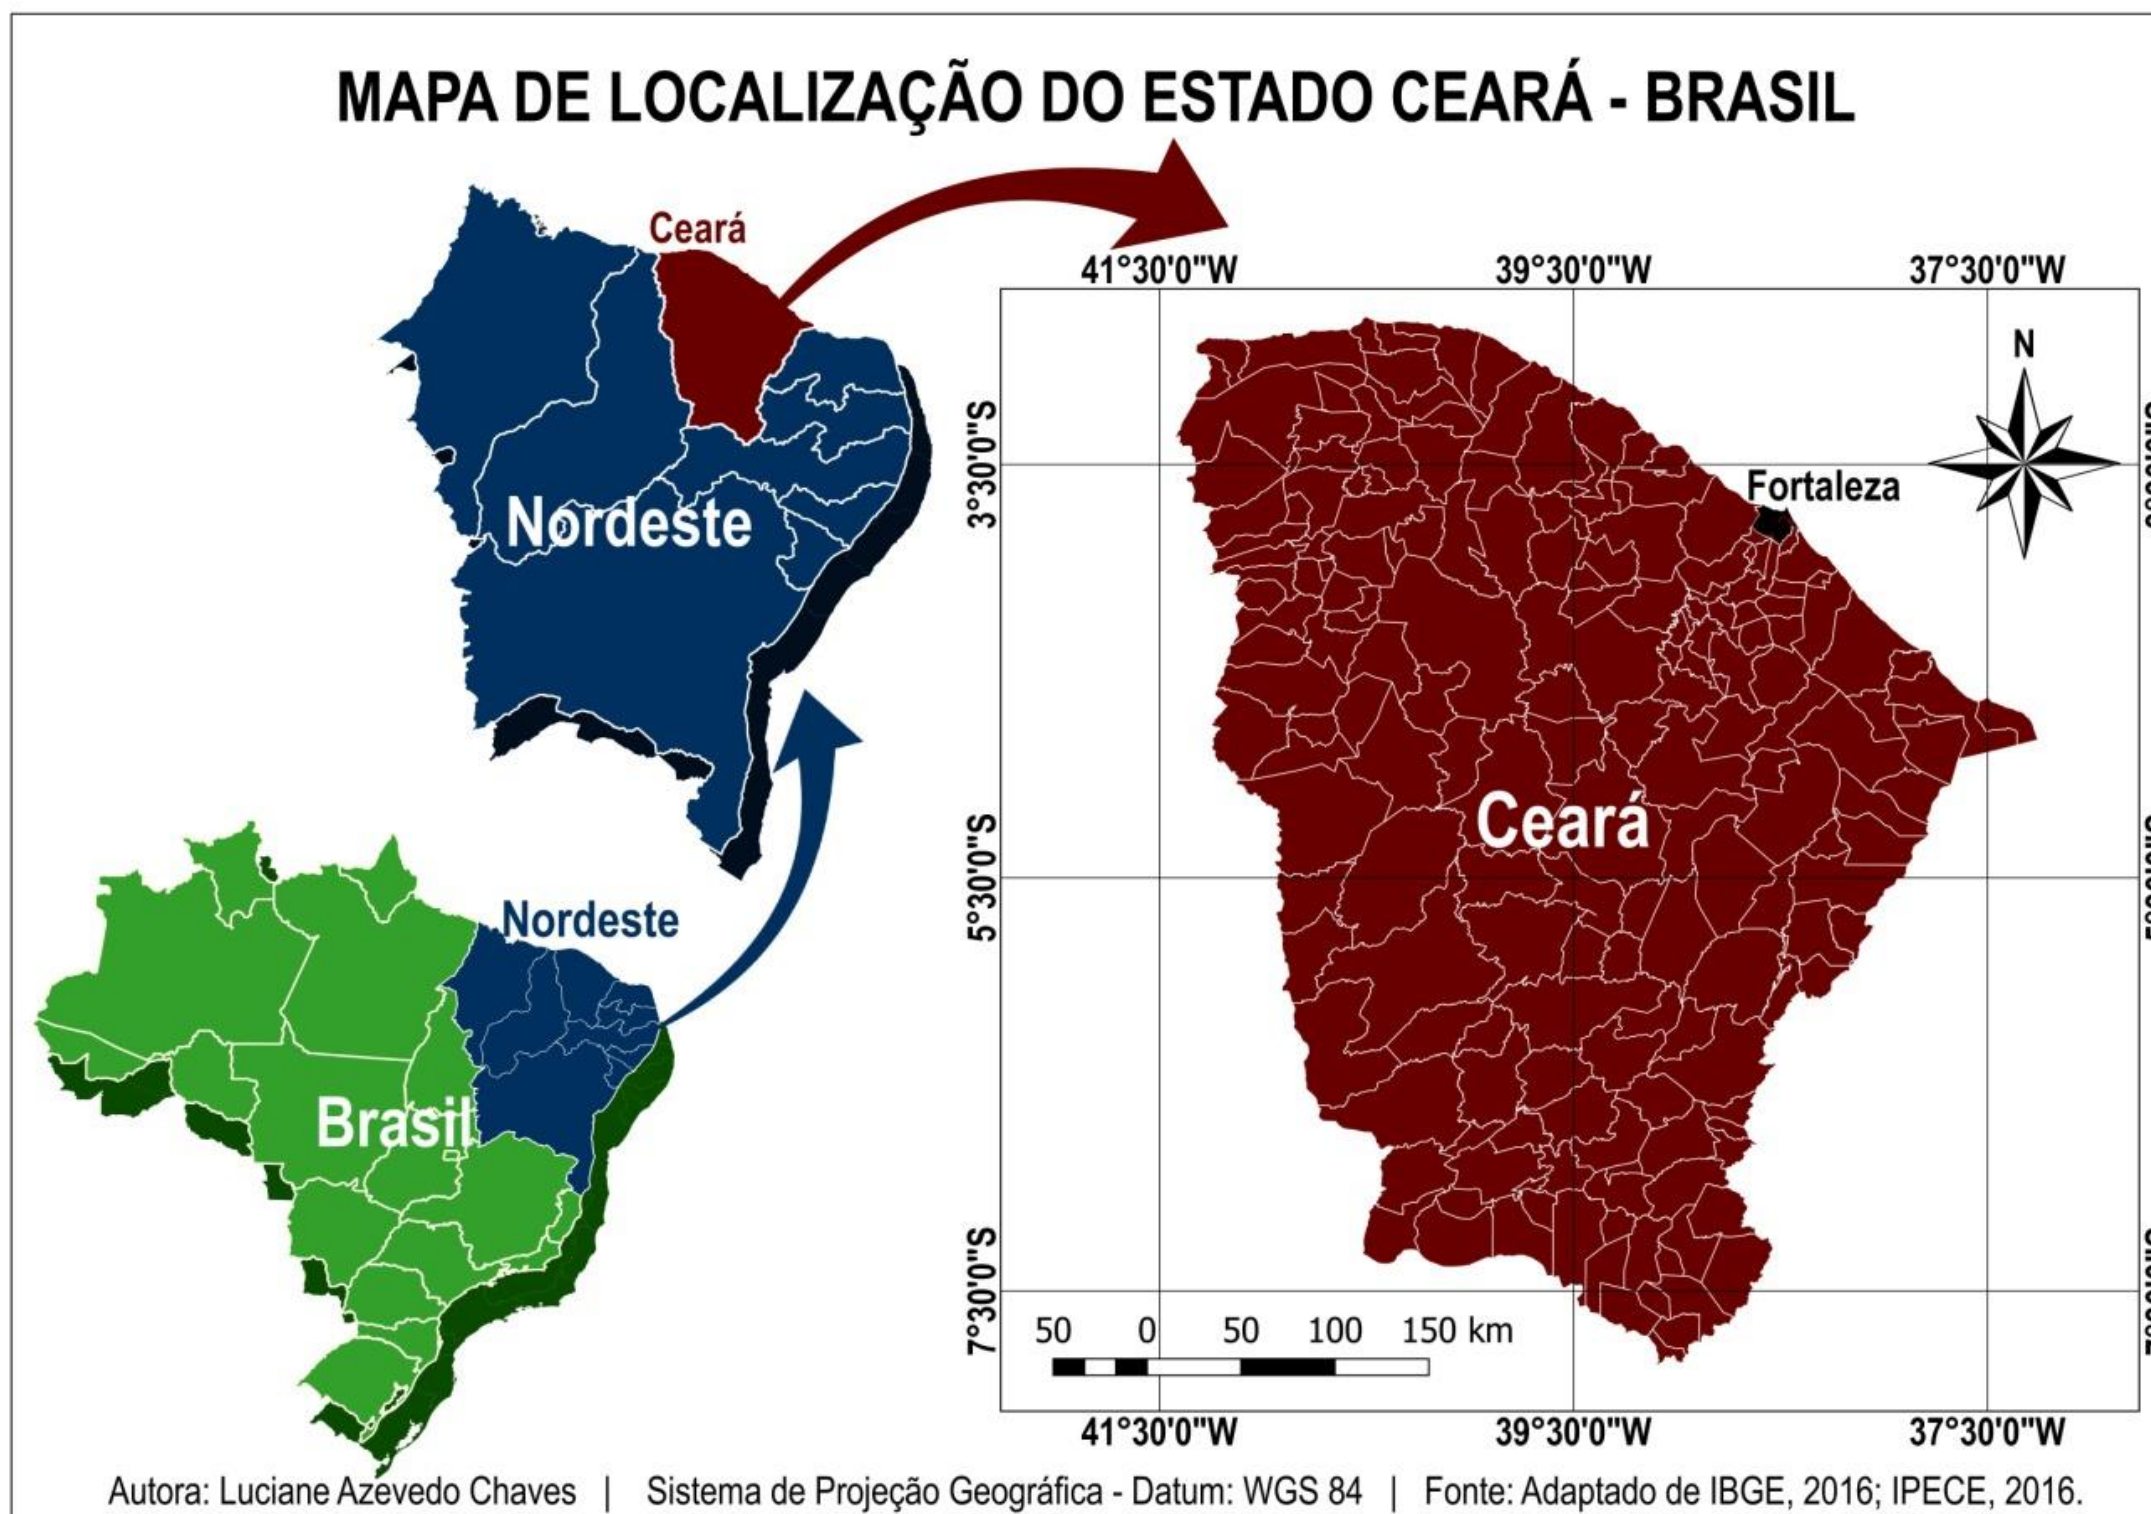 MAPA DE LOCALIZAÇÃO DO ESTADO CEARÁ - BRASIL
Ceará
Nordeste
Nordeste
Brasil
41°30'0"W 39°30'0"W 37°30'0"W
N
3°30'0"S
Fortaleza
Ceará
5°30'0"S
7°30'0"S
50 0 50 100 150 km
41°30'0"W 39°30'0"W 37°30'0"W
Autora: Luciane Azevedo Chaves | Sistema de Projeção Geográfica - Datum: WGS 84 | Fonte: Adaptado de IBGE, 2016; IPECE, 2016.